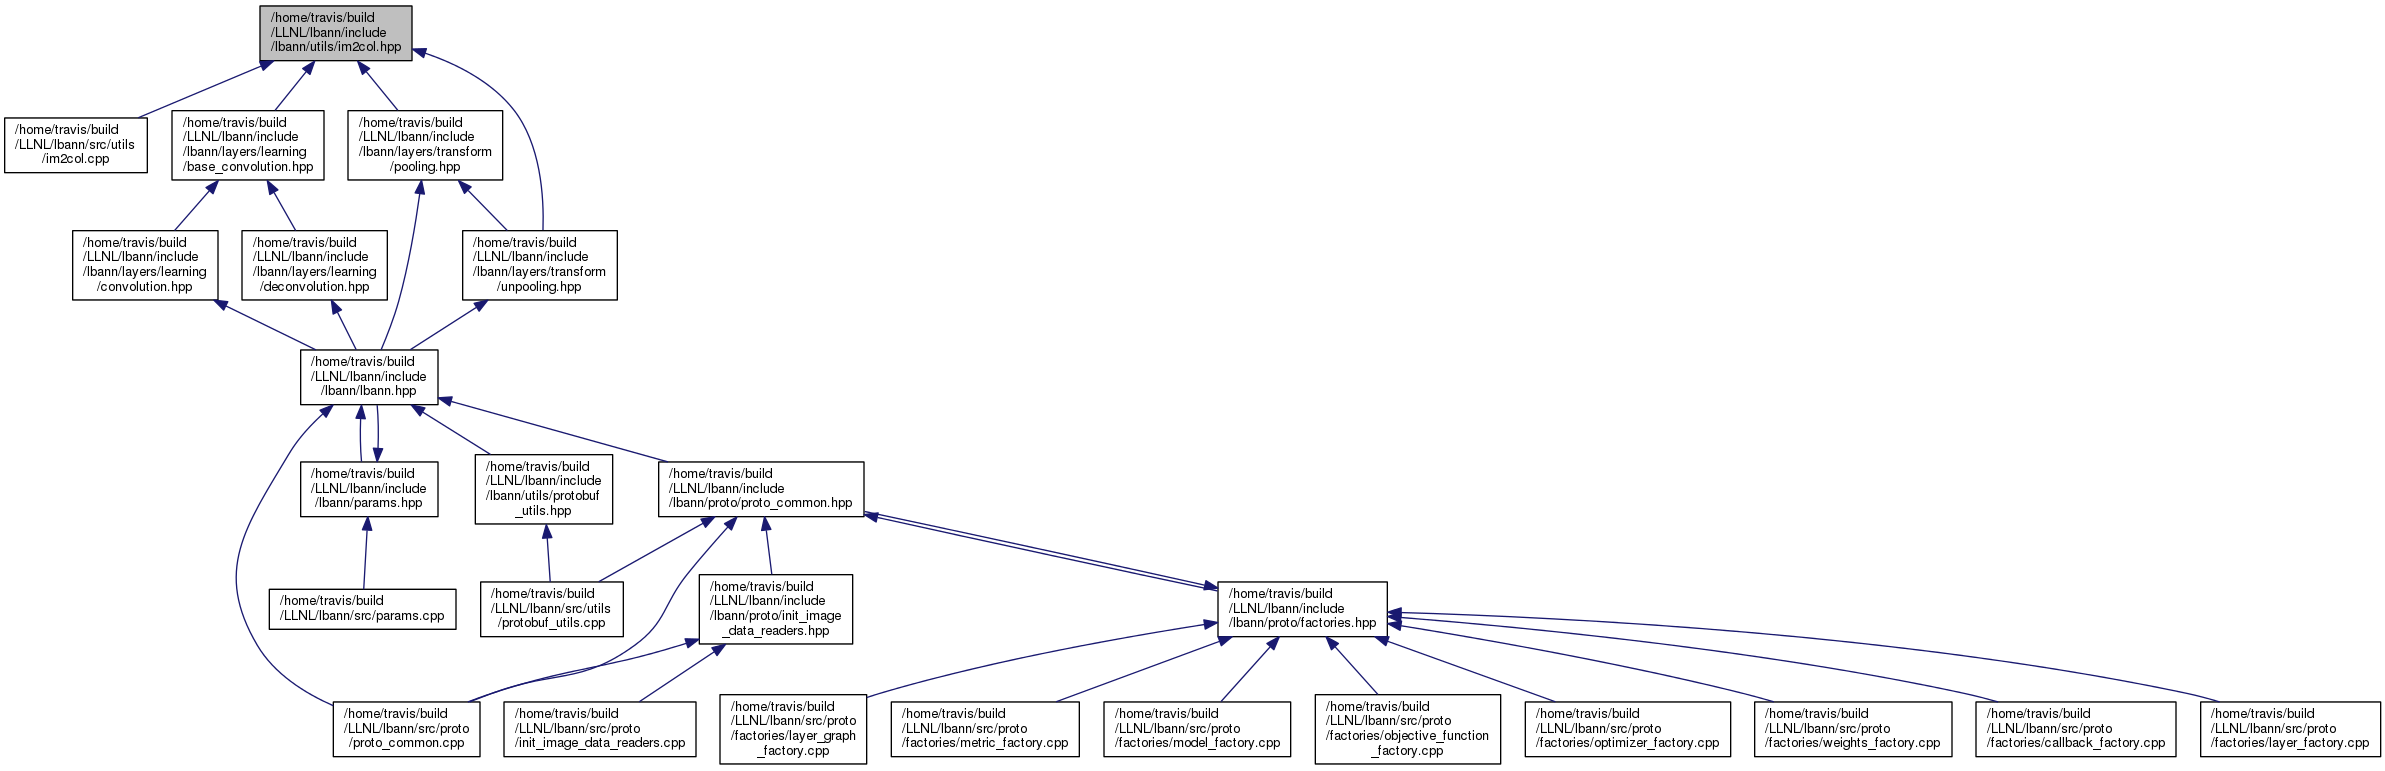 /home/travis/build
/LLNL/lbann/include
/lbann/utils/im2col.hpp
/home/travis/build
/LLNL/lbann/src/utils
/im2col.cpp
/home/travis/build
/LLNL/lbann/include
/lbann/layers/learning
/base_convolution.hpp
/home/travis/build
/LLNL/lbann/include
/lbann/layers/transform
/pooling.hpp
/home/travis/build
/LLNL/lbann/include
/lbann/layers/learning
/convolution.hpp
/home/travis/build
/LLNL/lbann/include
/lbann/layers/learning
/deconvolution.hpp
/home/travis/build
/LLNL/lbann/include
/lbann/layers/transform
/unpooling.hpp
/home/travis/build
/LLNL/lbann/include
/lbann/lbann.hpp
/home/travis/build
/LLNL/lbann/include
/lbann/params.hpp
/home/travis/build
/LLNL/lbann/include
/lbann/utils/protobuf
_utils.hpp
/home/travis/build
/LLNL/lbann/include
/lbann/proto/proto_common.hpp
/home/travis/build
/LLNL/lbann/src/params.cpp
/home/travis/build
/LLNL/lbann/src/utils
/protobuf_utils.cpp
/home/travis/build
/LLNL/lbann/include
/lbann/proto/init_image
_data_readers.hpp
/home/travis/build
/LLNL/lbann/include
/lbann/proto/factories.hpp
/home/travis/build
/LLNL/lbann/src/proto
/proto_common.cpp
/home/travis/build
/LLNL/lbann/src/proto
/init_image_data_readers.cpp
/home/travis/build
/LLNL/lbann/src/proto
/factories/layer_graph
_factory.cpp
/home/travis/build
/LLNL/lbann/src/proto
/factories/metric_factory.cpp
/home/travis/build
/LLNL/lbann/src/proto
/factories/model_factory.cpp
/home/travis/build
/LLNL/lbann/src/proto
/factories/objective_function
_factory.cpp
/home/travis/build
/LLNL/lbann/src/proto
/factories/optimizer_factory.cpp
/home/travis/build
/LLNL/lbann/src/proto
/factories/weights_factory.cpp
/home/travis/build
/LLNL/lbann/src/proto
/factories/callback_factory.cpp
/home/travis/build
/LLNL/lbann/src/proto
/factories/layer_factory.cpp